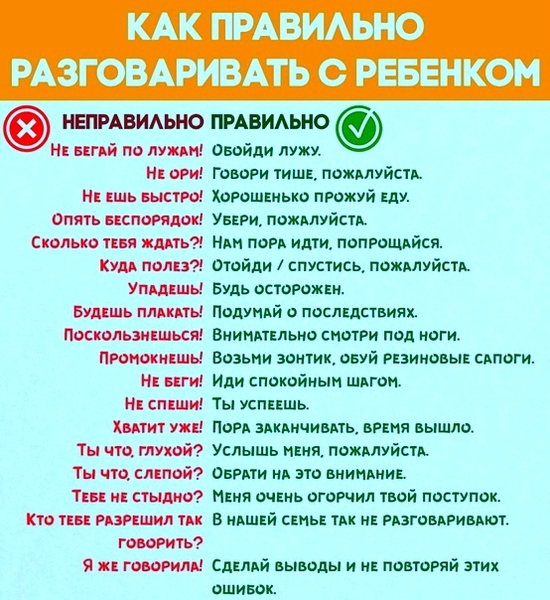 КАК ПРАВИЛЬНО
РАЗГОВАРИВАТЬ С РЕБЕНКОМ
НЕПРАВИЛЬНО ПРАВИЛЬНО
Не бегай по лужам! Обойди лужу.
Не ори! Говори тише, пожалуйста.
Не ешь быстро! Хорошенько прожуй еду.
Опять беспорядок! Убери, пожалуйста.
Сколько тебя ждать?! Нам пора идти, попрощайся.
Куда полез?! Отойди / спустись, пожалуйста.
Упадешь! Будь осторожен.
Будешь плакать! Подумай о последствиях.
Поскользнешься! Внимательно смотри под ноги.
Промокнешь! Возьми зонтик, обуй резиновые сапоги.
Не беги! Иди спокойным шагом.
Не спеши! Ты успеешь.
Хватит уже! Пора заканчивать, время вышло.
Ты что, глухой? Услышь меня, пожалуйста.
Ты что, слепой? Обрати на это внимание.
Тебе не стыдно? Меня очень огорчил твой поступок.
Кто тебе разрешил так В нашей семье так не разговаривают.
говорить?
Я же говорила! Сделай выводы и не повторяй этих
ошибок.